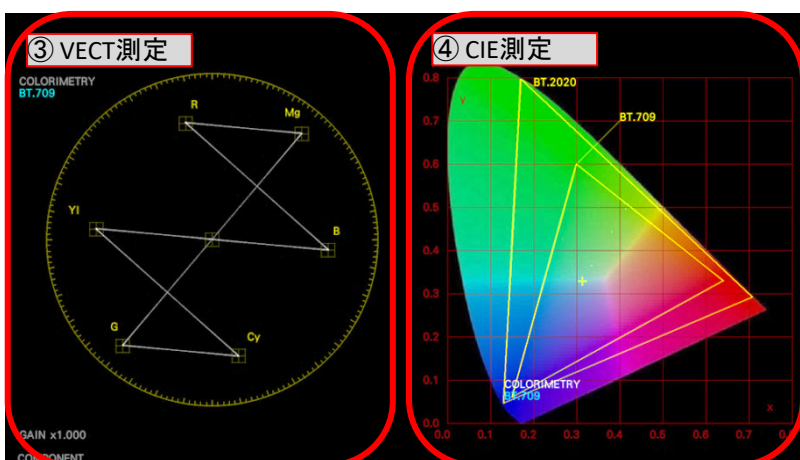 ③ VECT測定
COLORIMETRY
BT.709
R
Mg
YI
B
G
Cy
GAIN x1.000
COMPONENT
④ CIE測定
0.8
y
BT.2020
0.7
BT.709
0.6
0.5
0.4
0.3
0.2
0.1
COLORIMETRY
BT.709
x
0.0
0.0
0.1
0.2
0.3
0.4
0.5
0.6
0.7